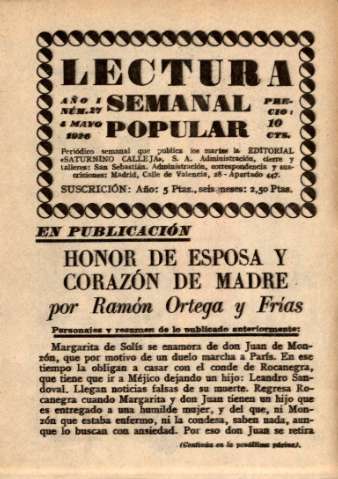 LECTURA
SEMANAL
POPULAR
AÑO I
NÚM. 27
4 MAYO
1926
PRE-
CIO:
10
CTS.
Periódico semanal que publica los martes la EDITORIAL
«SATURNINO CALLEJA», S. A. Administración, cierre y
talleres: San Sebastián. Administración, correspondencia y sus-
criciones: Madrid, Calle de Valencia, 28 - Apartado 447.
SUSCRICIÓN: Año: 5 Ptas., seis meses: 2,50 Ptas.
EN PUBLICACIÓN
HONOR DE ESPOSA Y
CORAZÓN DE MADRE
por Ramón Ortega y Frías
Personajes y resumen de lo publicado anteriormente:
Margarita de Solís se enamora de don Juan de Mon-
zón, que por motivo de un duelo marcha a París. En ese
tiempo la obligan a casar con el conde de Rocanegra,
que tiene que ir a Méjico dejando un hijo: Leandro San-
doval. Llegan noticias falsas de su muerte. Regresa Ro-
canegra cuando Margarita y don Juan tienen un hijo que
es entregado a una humilde mujer, y del que, ni Mon-
zón que estaba enfermo, ni la condesa, saben nada, aun-
que lo buscan con ansiedad. Por eso don Juan se retira
(Continúa en la penúltima página).